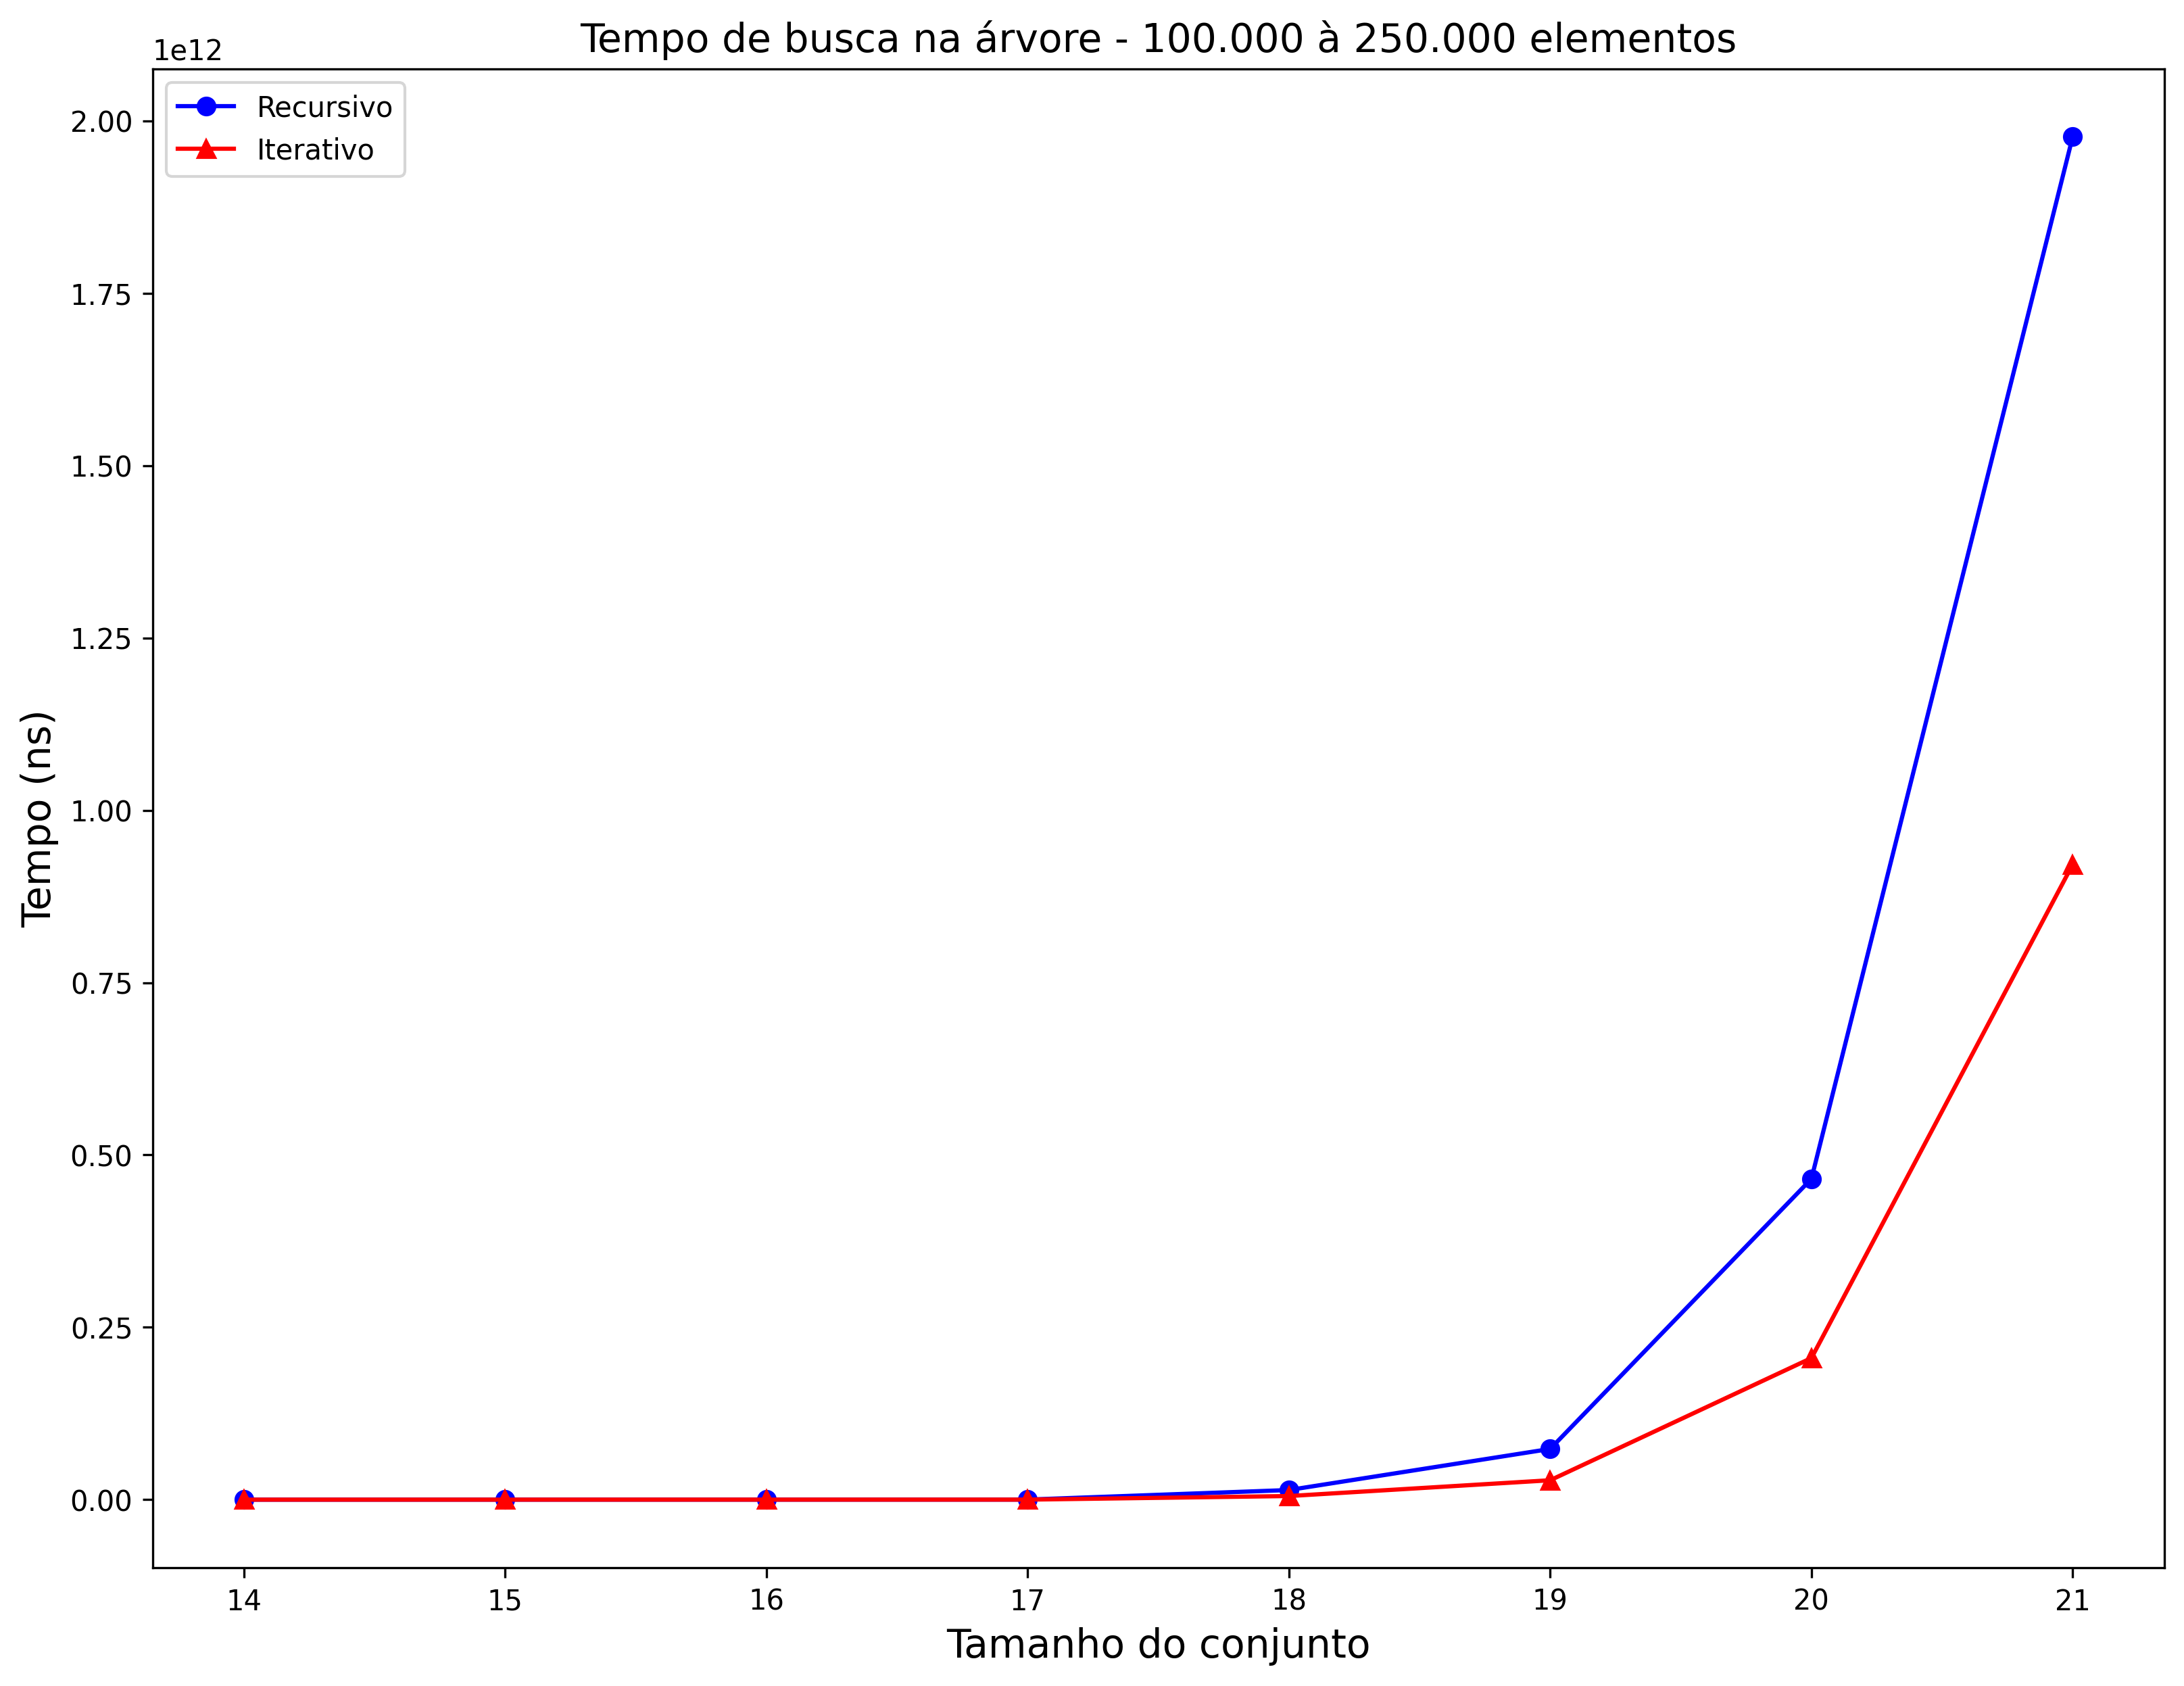 Tempo de busca na árvore - 100.000 à 250.000 elementos
1e12
Recursivo
Iterativo
2.00
1.75
1.50
1.25
1.00
0.75
0.50
0.25
0.00
Tempo (ns)
14 15 16 17 18 19 20 21
Tamanho do conjunto